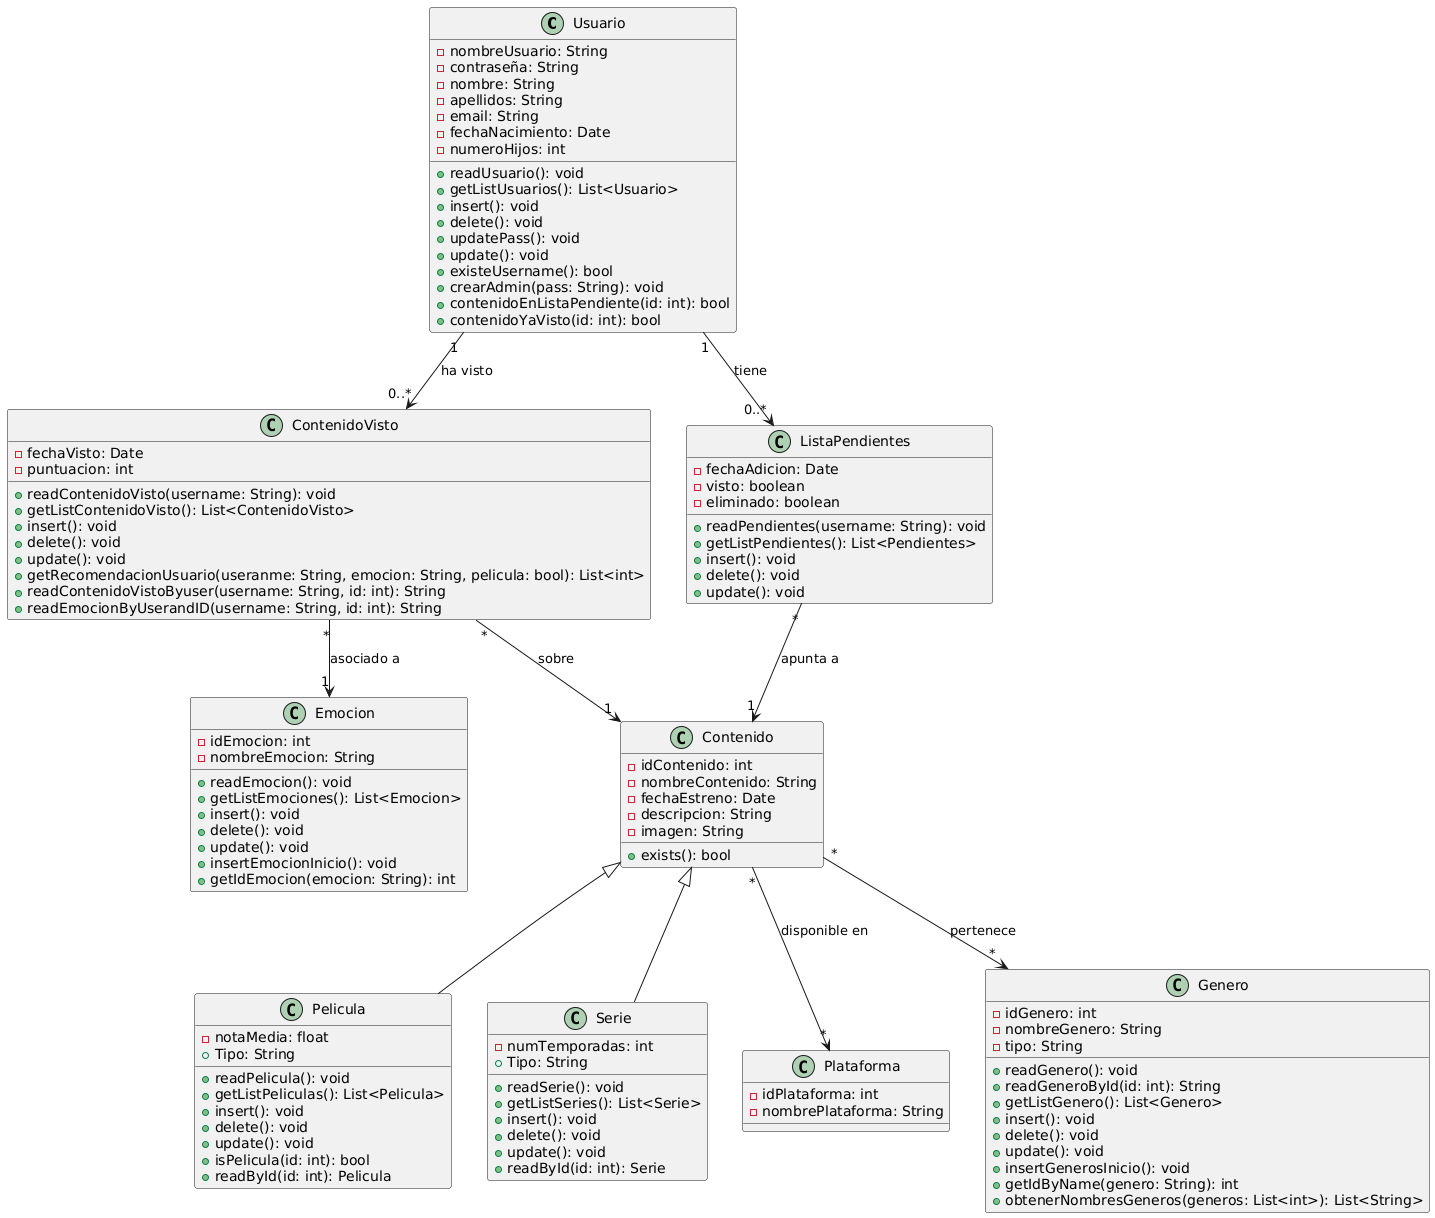 C Usuario
nombreUsuario: String
contraseña: String
nombre: String
apellidos: String
email: String
fechaNacimiento: Date
numeroHijos: int
readUsuario(): void
getListUsuarios(): List<Usuario>
insert(): void
delete(): void
updatePass(): void
update(): void
existeUsername(): bool
crearAdmin(pass: String): void
contenidoEnListaPendiente(id: int): bool
contenidoYaVisto(id: int): bool
1
ha visto
0..*
1
tiene
0..*
C ContenidoVisto
fechaVisto: Date
puntuacion: int
readContenidoVisto(username: String): void
getListContenidoVisto(): List<ContenidoVisto>
insert(): void
delete(): void
update(): void
getRecomendacionUsuario(useranme: String, emocion: String, pelicula: bool): List<int>
readContenidoVistoByuser(username: String, id: int): String
readEmocionByUserandID(username: String, id: int): String
C ListaPendientes
fechaAdicion: Date
visto: boolean
eliminado: boolean
readPendientes(username: String): void
getListPendientes(): List<Pendientes>
insert(): void
delete(): void
update(): void
*
asociado a
1
*
sobre
1
*
apunta a
1
C Emocion
idEmocion: int
nombreEmocion: String
readEmocion(): void
getListEmociones(): List<Emocion>
insert(): void
delete(): void
update(): void
insertEmocionInicio(): void
getIdEmocion(emocion: String): int
C Contenido
idContenido: int
nombreContenido: String
fechaEstreno: Date
descripcion: String
imagen: String
exists(): bool
*
disponible en
*
*
pertenece
*
C Pelicula
notaMedia: float
Tipo: String
readPelicula(): void
getListPeliculas(): List<Pelicula>
insert(): void
delete(): void
update(): void
isPelicula(id: int): bool
readById(id: int): Pelicula
C Serie
numTemporadas: int
Tipo: String
readSerie(): void
getListSeries(): List<Serie>
insert(): void
delete(): void
update(): void
readById(id: int): Serie
C Plataforma
idPlataforma: int
nombrePlataforma: String
C Genero
idGenero: int
nombreGenero: String
tipo: String
readGenero(): void
readGeneroById(id: int): String
getListGenero(): List<Genero>
insert(): void
delete(): void
update(): void
insertGenerosInicio(): void
getIdByName(genero: String): int
obtenerNombresGeneros(generos: List<int>): List<String>